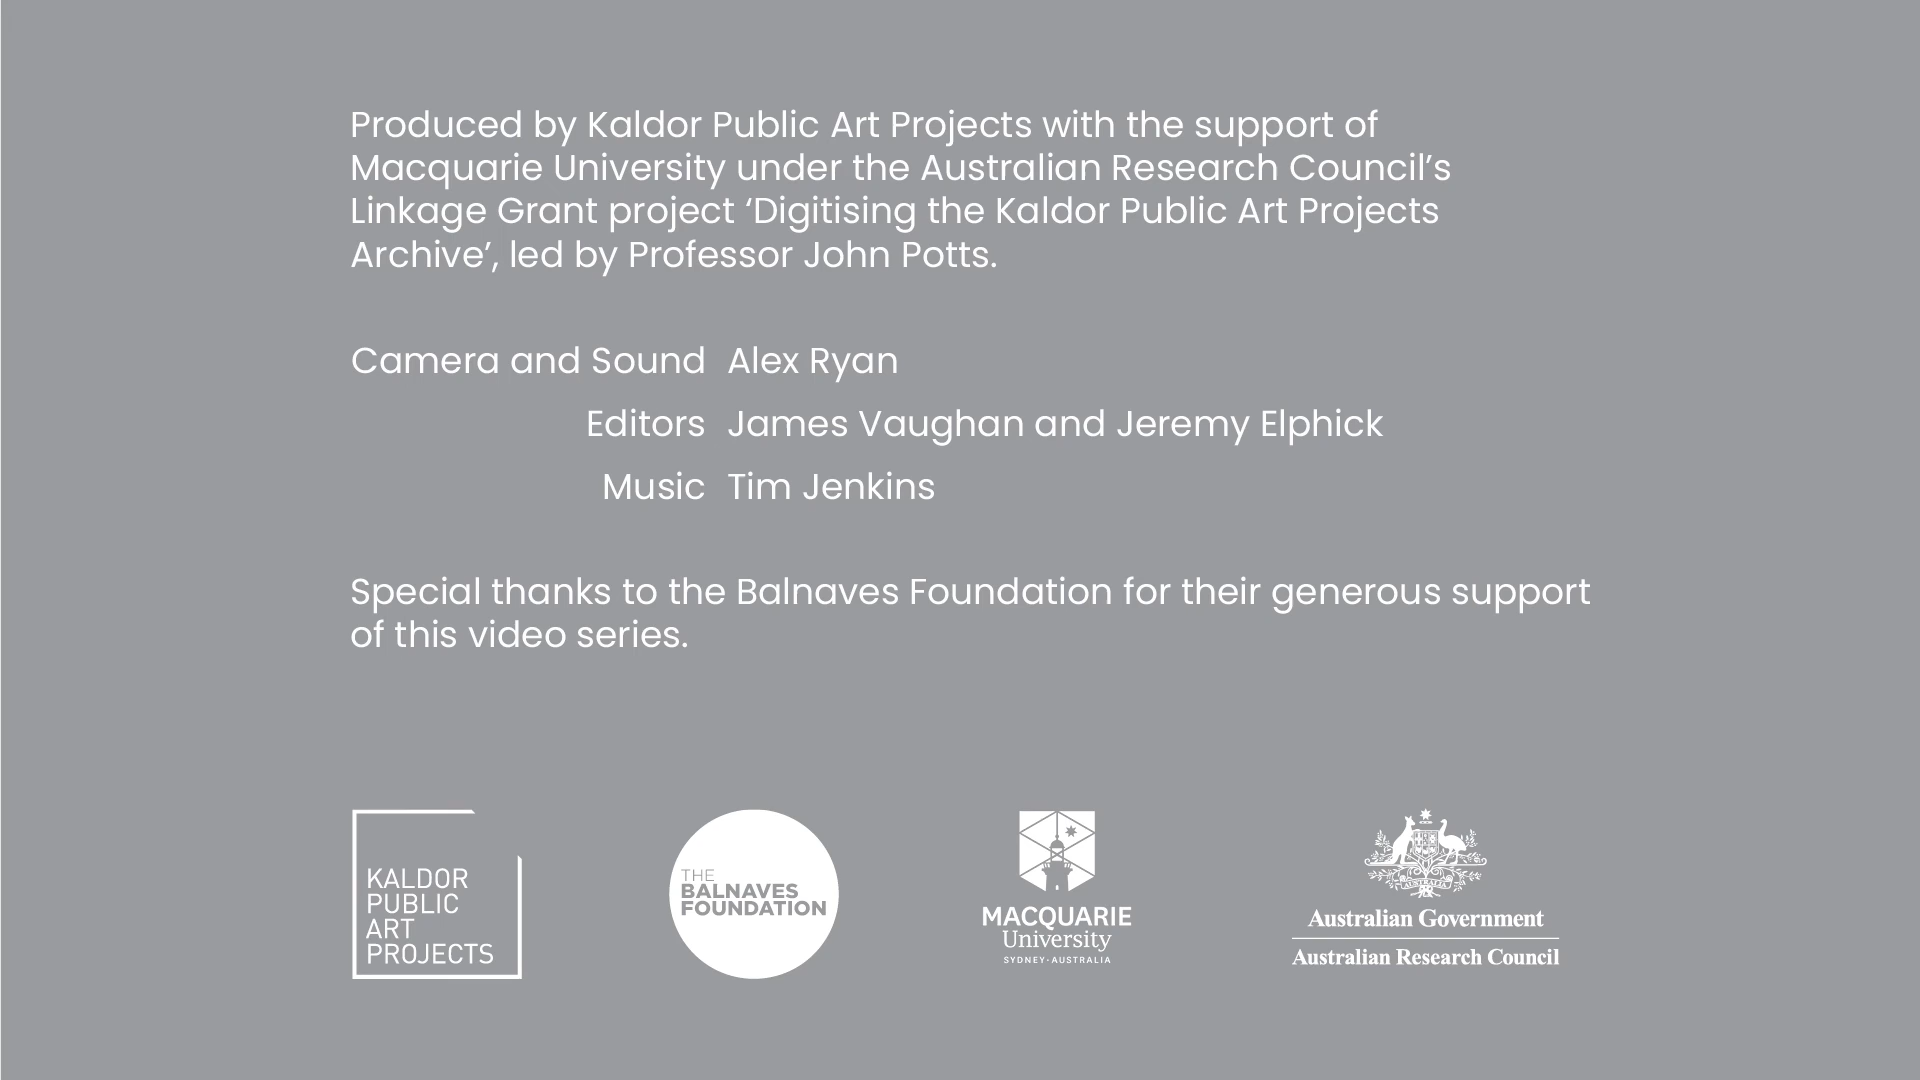 Produced by Kaldor Public Art Projects with the support of
Macquarie University under the Australian Research Council’s
Linkage Grant project ‘Digitising the Kaldor Public Art Projects
Archive’, led by Professor John Potts.
Camera and Sound Alex Ryan
Editors James Vaughan and Jeremy Elphick
Music Tim Jenkins
Special thanks to the Balnaves Foundation for their generous support
of this video series.
KALDOR
PUBLIC
ART
PROJECTS
THE
BALNAVES
FOUNDATION
MACQUARIE
University
SYDNEY·AUSTRALIA
AUSTRALIA
Australian Government
Australian Research Council